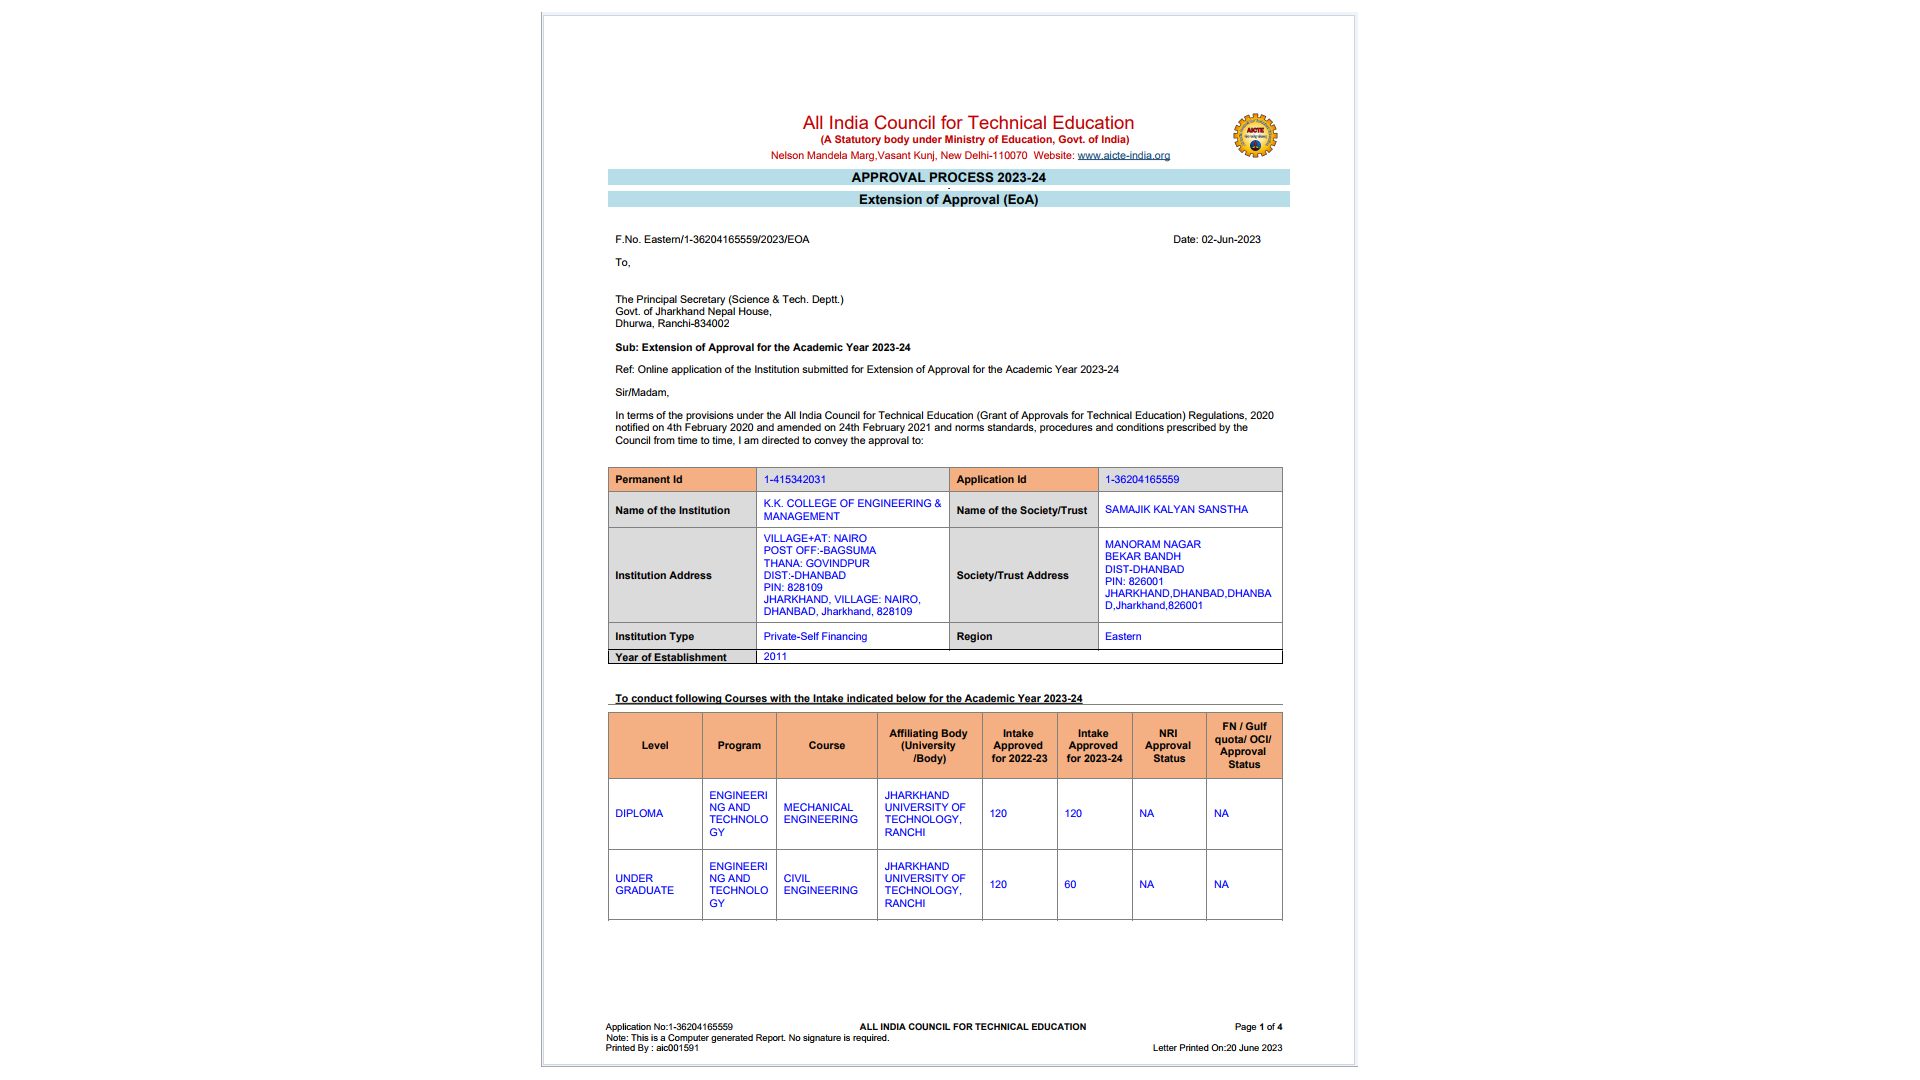 All India Council for Technical Education
(A Statutory body under Ministry of Education, Govt. of India)
Nelson Mandela Marg,Vasant Kunj, New Delhi-110070 Website: www.aicte-india.org
AICTE
APPROVAL PROCESS 2023-24
Extension of Approval (EoA)
F.No. Eastern/1-36204165559/2023/EOA Date: 02-Jun-2023
To,
The Principal Secretary (Science & Tech. Deptt.)
Govt. of Jharkhand Nepal House,
Dhurwa, Ranchi-834002
Sub: Extension of Approval for the Academic Year 2023-24
Ref: Online application of the Institution submitted for Extension of Approval for the Academic Year 2023-24
Sir/Madam,
In terms of the provisions under the All India Council for Technical Education (Grant of Approvals for Technical Education) Regulations, 2020
notified on 4th February 2020 and amended on 24th February 2021 and norms standards, procedures and conditions prescribed by the
Council from time to time, I am directed to convey the approval to:
Permanent Id 1-415342031 Application Id 1-36204165559
Name of the Institution
K.K. COLLEGE OF ENGINEERING &
MANAGEMENT
Name of the Society/Trust
SAMAJIK KALYAN SANSTHA
Institution Address
VILLAGE+AT: NAIRO
POST OFF:-BAGSUMA
THANA: GOVINDPUR
DIST:-DHANBAD
PIN: 828109
JHARKHAND, VILLAGE: NAIRO,
DHANBAD, Jharkhand, 828109
Society/Trust Address
MANORAM NAGAR
BEKAR BANDH
DIST-DHANBAD
PIN: 826001
JHARKHAND,DHANBAD,DHANBA
D,Jharkhand,826001
Institution Type Private-Self Financing Region Eastern
Year of Establishment 2011
To conduct following Courses with the Intake indicated below for the Academic Year 2023-24
Level
Program
Course
Affiliating Body
(University
/Body)
Intake
Approved
for 2022-23
Intake
Approved
for 2023-24
NRI
Approval
Status
FN / Gulf
quota/ OCI/
Approval
Status
DIPLOMA
ENGINEERI
NG AND
TECHNOLO
GY
MECHANICAL
ENGINEERING
JHARKHAND
UNIVERSITY OF
TECHNOLOGY,
RANCHI
120
120
NA
NA
UNDER
GRADUATE
ENGINEERI
NG AND
TECHNOLO
GY
CIVIL
ENGINEERING
JHARKHAND
UNIVERSITY OF
TECHNOLOGY,
RANCHI
120
60
NA
NA
Application No:1-36204165559 ALL INDIA COUNCIL FOR TECHNICAL EDUCATION Page 1 of 4
Note: This is a Computer generated Report. No signature is required.
Printed By : aic001591 Letter Printed On:20 June 2023